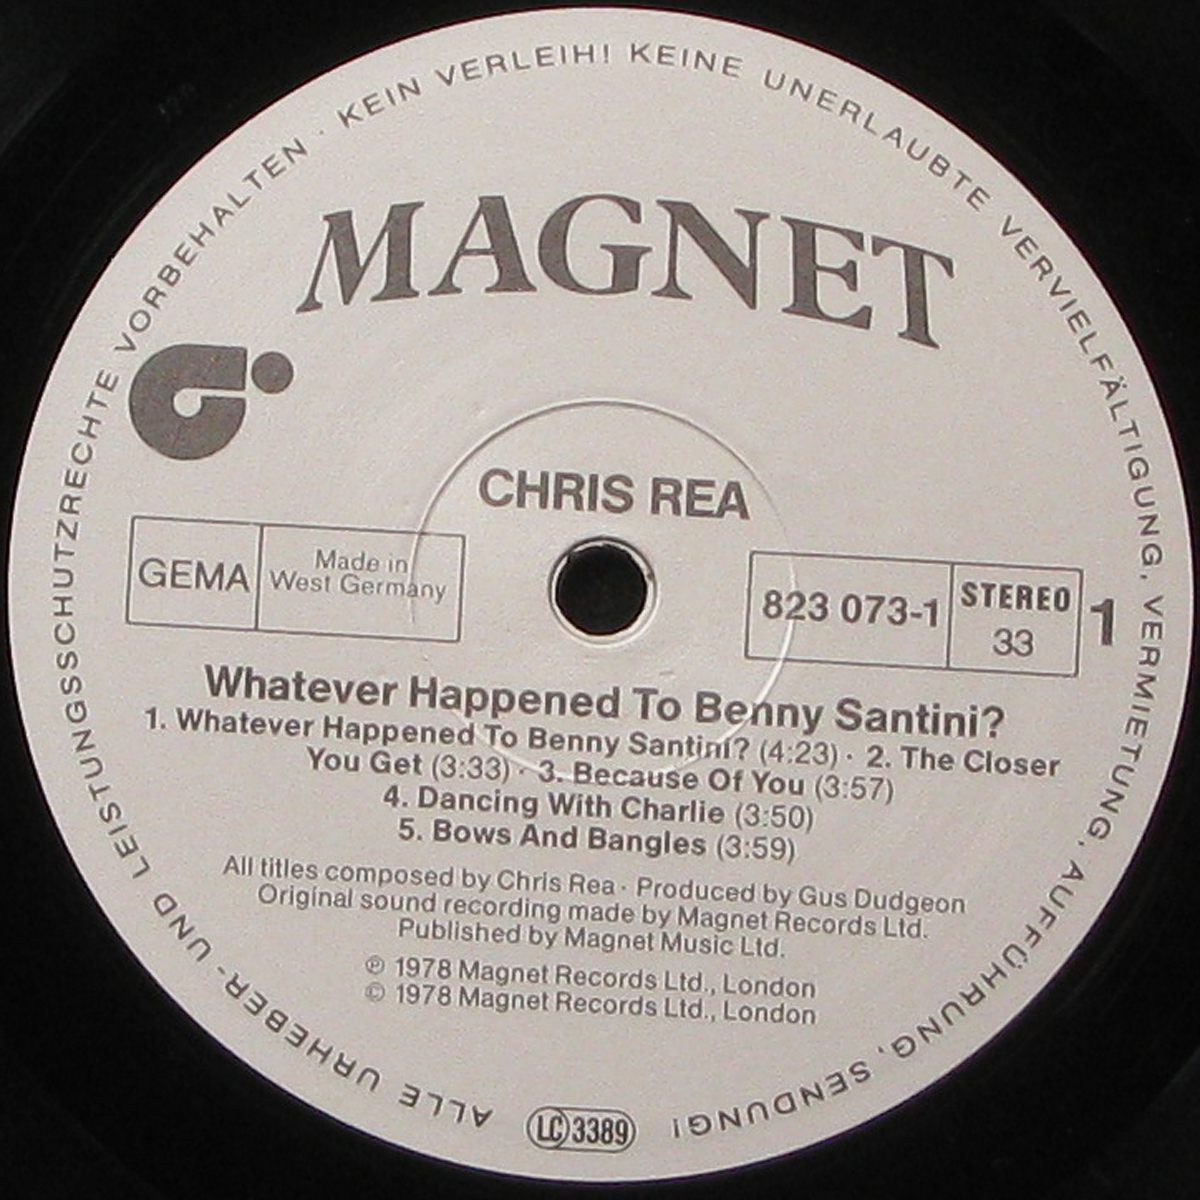 ALLE URHEBER- UND LEISTUNGSSCHUTZRECHTE VORBEHALTEN · KEIN VERLEIH! KEINE UNERLAUBTE VERVIELFÄLTIGUNG, VERMIETUNG, AUFFÜHRUNG, SENDUNG!
MAGNET
CHRIS REA
GEMA
Made in
West Germany
823 073-1
STEREO
33
1
Whatever Happened To Benny Santini?
1. Whatever Happened To Benny Santini? (4:23) · 2. The Closer
You Get (3:33) · 3. Because Of You (3:57)
4. Dancing With Charlie (3:50)
5. Bows And Bangles (3:59)
All titles composed by Chris Rea · Produced by Gus Dudgeon
Original sound recording made by Magnet Records Ltd.
Published by Magnet Music Ltd.
℗ 1978 Magnet Records Ltd., London
© 1978 Magnet Records Ltd., London
LC 3389